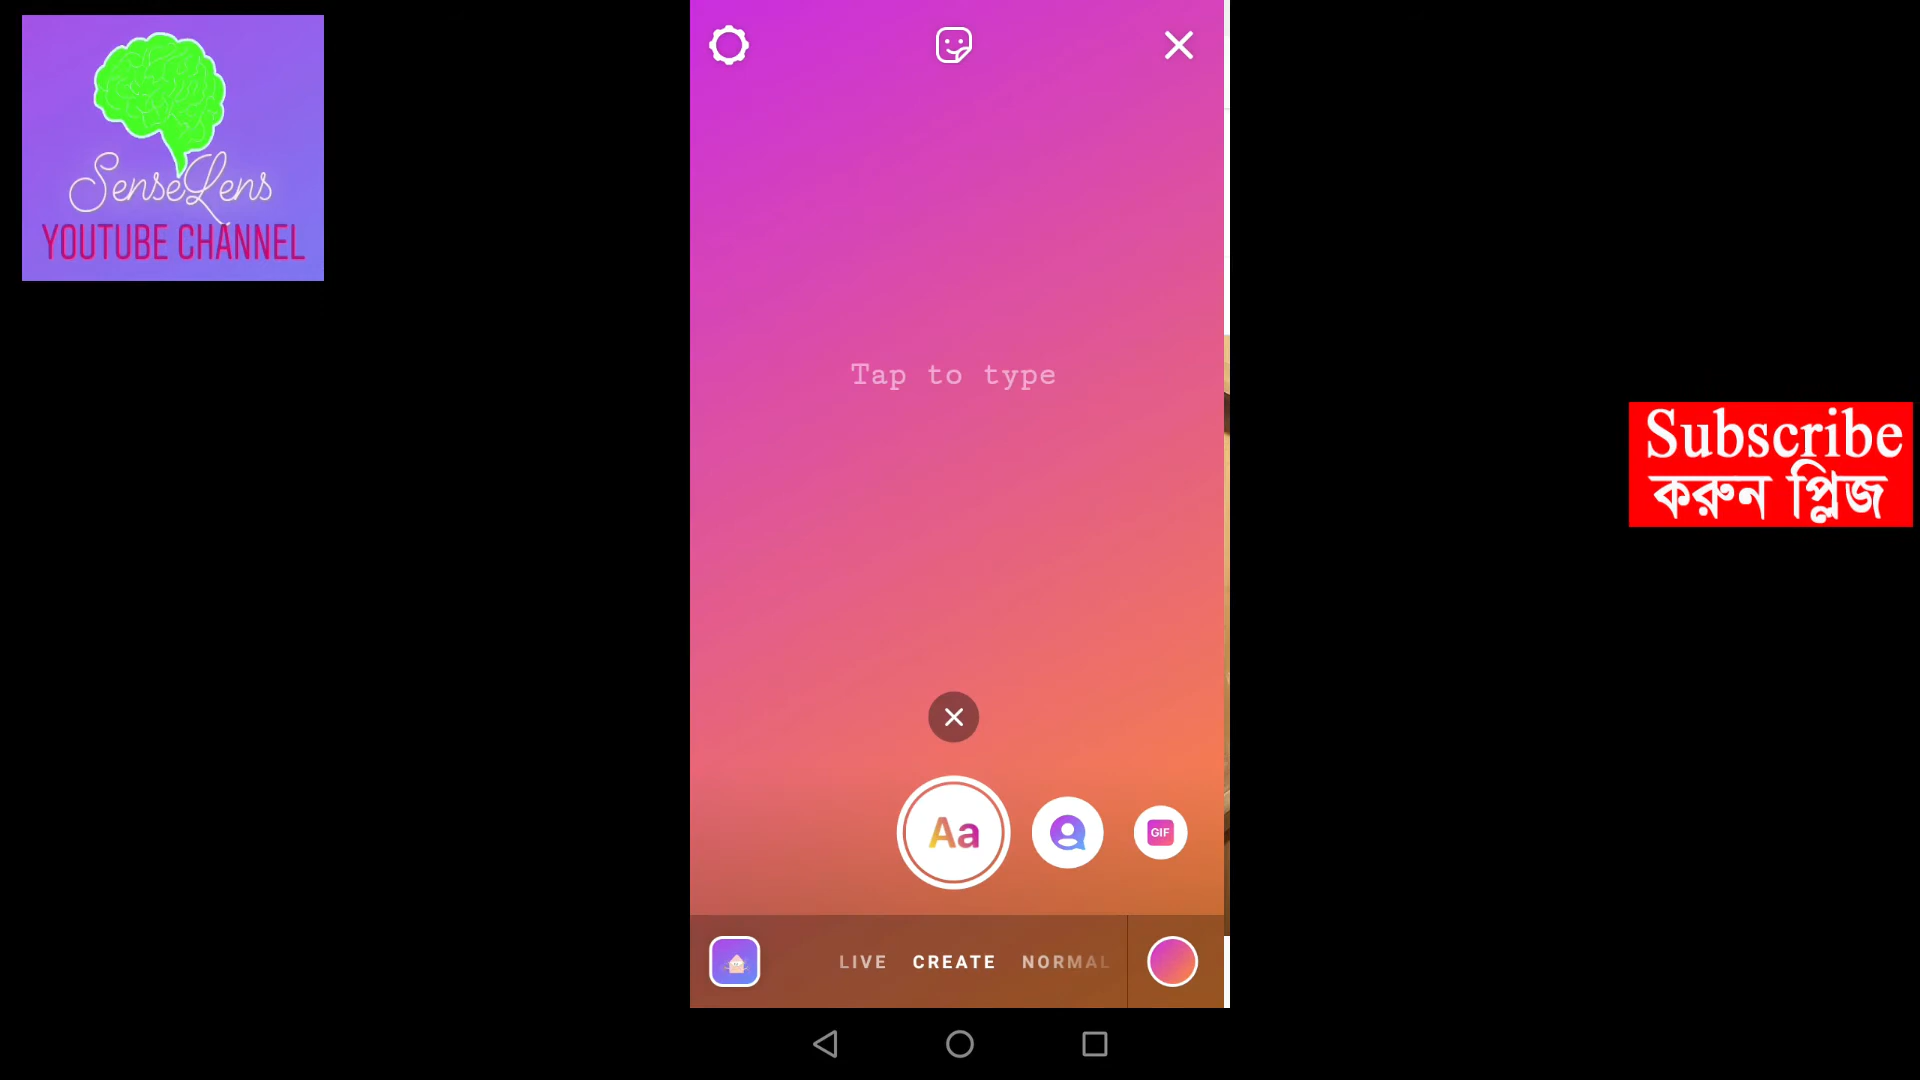 SenseLens
YOUTUBE CHANNEL
Tap to type
Subscribe
করুন প্লিজ
Aa
GIF
LIVE CREATE NORMAL